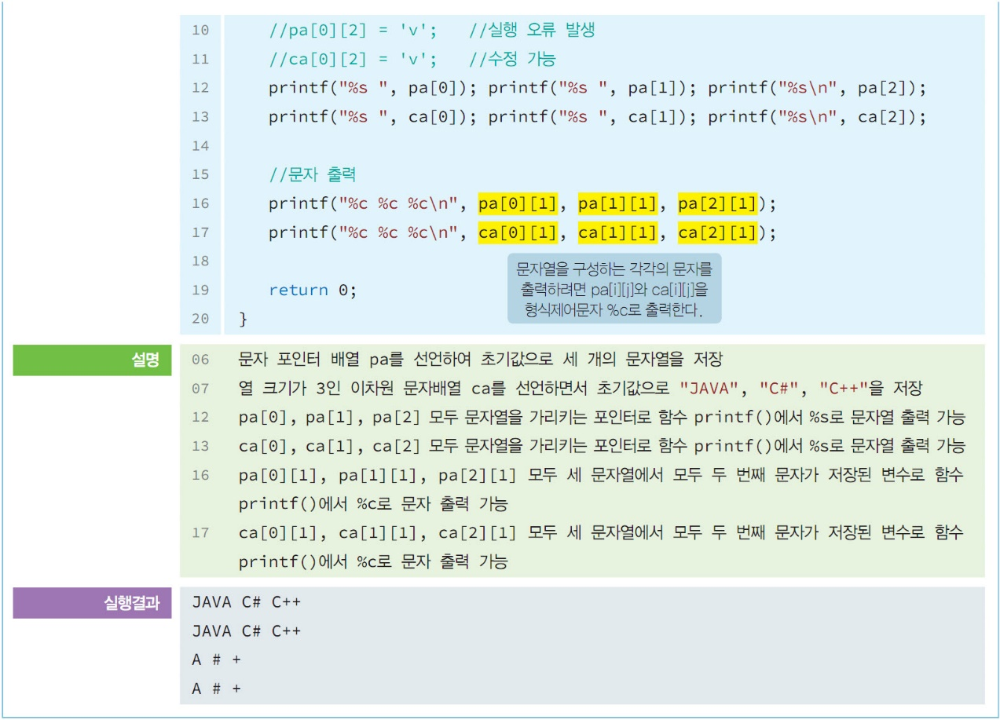 10 //pa[0][2] = 'v'; //실행 오류 발생
11 //ca[0][2] = 'v'; //수정 가능
12 printf("%s ", pa[0]); printf("%s ", pa[1]); printf("%s\n", pa[2]);
13 printf("%s ", ca[0]); printf("%s ", ca[1]); printf("%s\n", ca[2]);
14
15 //문자 출력
16 printf("%c %c %c\n", pa[0][1], pa[1][1], pa[2][1]);
17 printf("%c %c %c\n", ca[0][1], ca[1][1], ca[2][1]);
18
문자열을 구성하는 각각의 문자를
출력하려면 pa[i][j]와 ca[i][j]을
형식제어문자 %c로 출력한다.
19 return 0;
20 }
설명
06 문자 포인터 배열 pa를 선언하여 초기값으로 세 개의 문자열을 저장
07 열 크기가 3인 이차원 문자배열 ca를 선언하면서 초기값으로 "JAVA", "C#", "C++"을 저장
12 pa[0], pa[1], pa[2] 모두 문자열을 가리키는 포인터로 함수 printf()에서 %s로 문자열 출력 가능
13 ca[0], ca[1], ca[2] 모두 문자열을 가리키는 포인터로 함수 printf()에서 %s로 문자열 출력 가능
16 pa[0][1], pa[1][1], pa[2][1] 모두 세 문자열에서 모두 두 번째 문자가 저장된 변수로 함수
printf()에서 %c로 문자 출력 가능
17 ca[0][1], ca[1][1], ca[2][1] 모두 세 문자열에서 모두 두 번째 문자가 저장된 변수로 함수
printf()에서 %c로 문자 출력 가능
실행결과
JAVA C# C++
JAVA C# C++
A # +
A # +